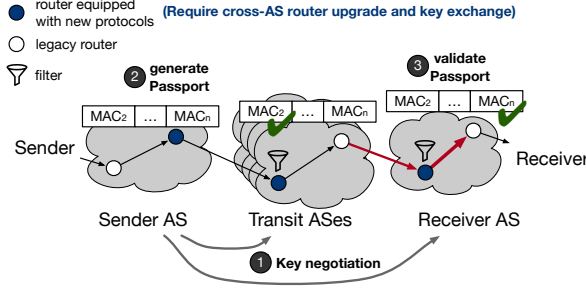 router equipped
with new protocols
(Require cross-AS router upgrade and key exchange)
legacy router
filter
2 generate
Passport
3 validate
Passport
MAC2 ... MACn
MAC2 ... MACn
MAC2 ... MACn
Sender
Receiver
Sender AS
Transit ASes
Receiver AS
1 Key negotiation